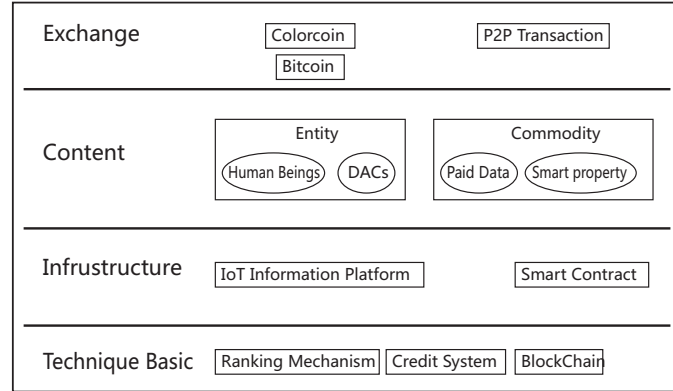 Exchange
Colorcoin
P2P Transaction
Bitcoin
Content
Entity
Commodity
Human Beings
DACs
Paid Data
Smart property
Infrustructure
IoT Information Platform
Smart Contract
Technique Basic
Ranking Mechanism
Credit System
BlockChain